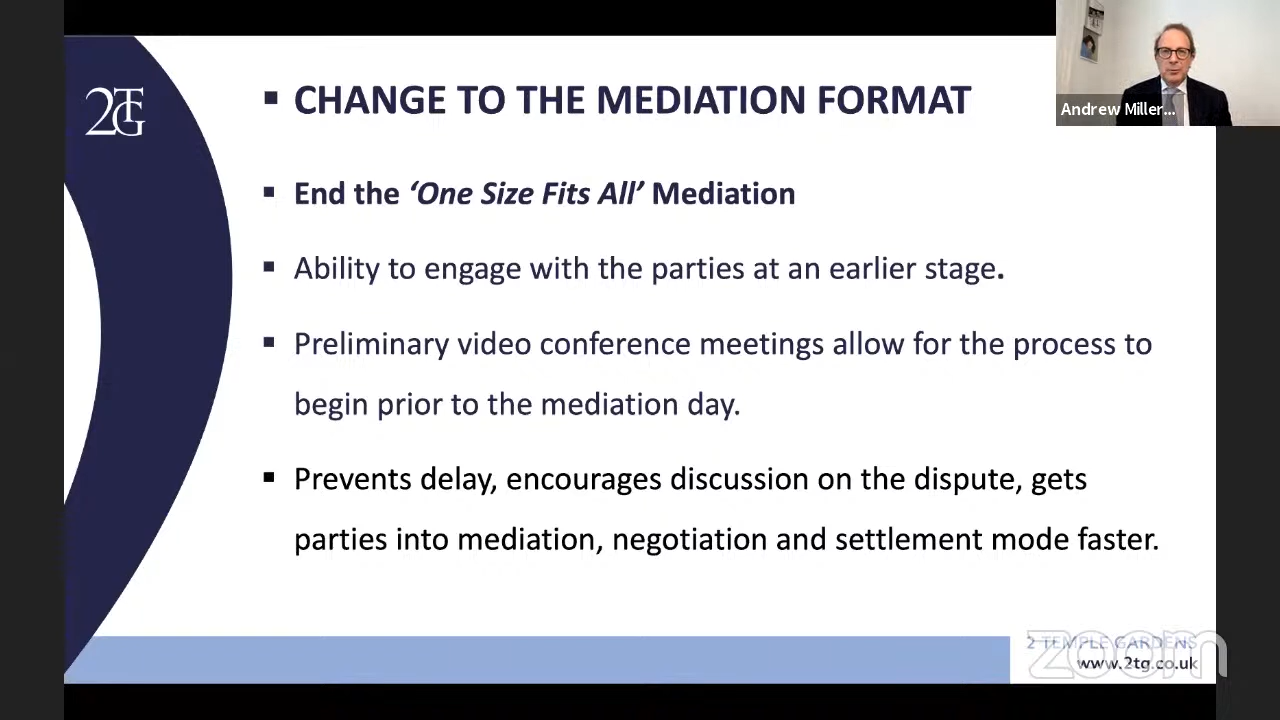 2TG
▪ CHANGE TO THE MEDIATION FORMAT
Andrew Miller...
▪ End the ‘One Size Fits All’ Mediation
▪ Ability to engage with the parties at an earlier stage.
▪ Preliminary video conference meetings allow for the process to
begin prior to the mediation day.
▪ Prevents delay, encourages discussion on the dispute, gets
parties into mediation, negotiation and settlement mode faster.
2 TEMPLE GARDENS
zoom
www.2tg.co.uk